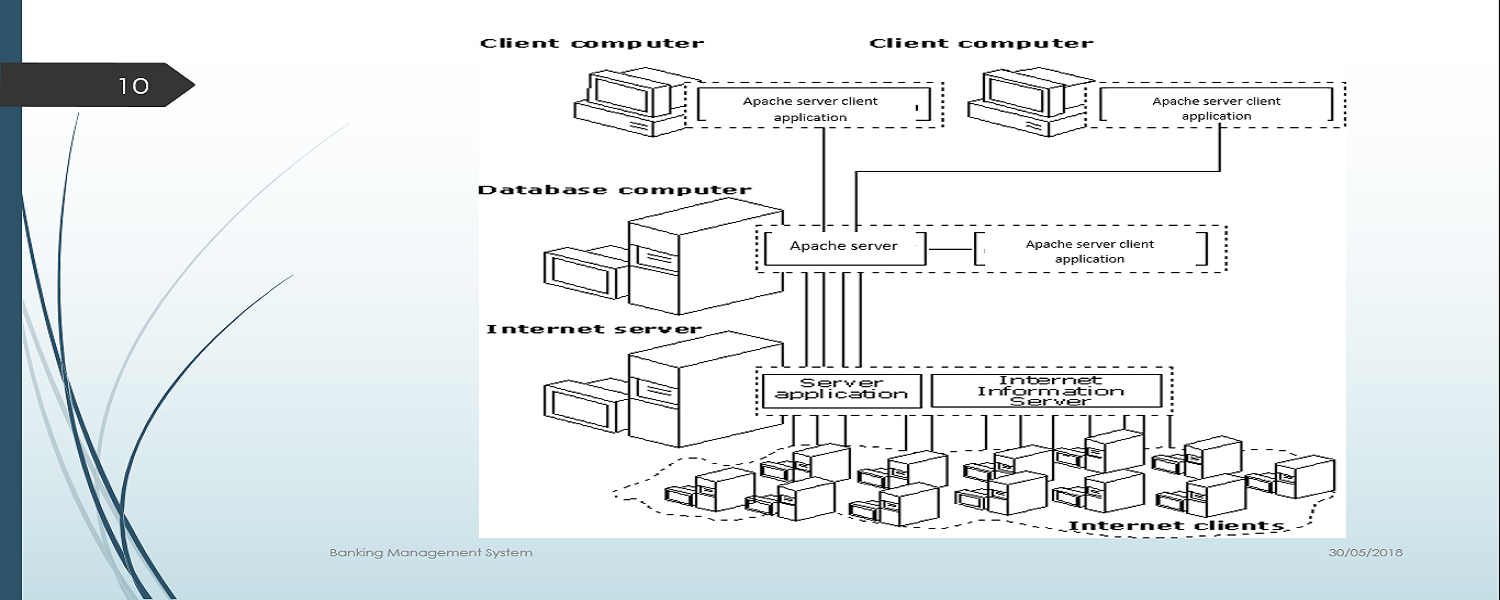 10
Client computer
Client computer
Apache server client
application
Apache server client
application
Database computer
Apache server
Apache server client
application
Internet server
Server
application
Internet
Information
Server
Internet clients
Banking Management System
30/05/2018